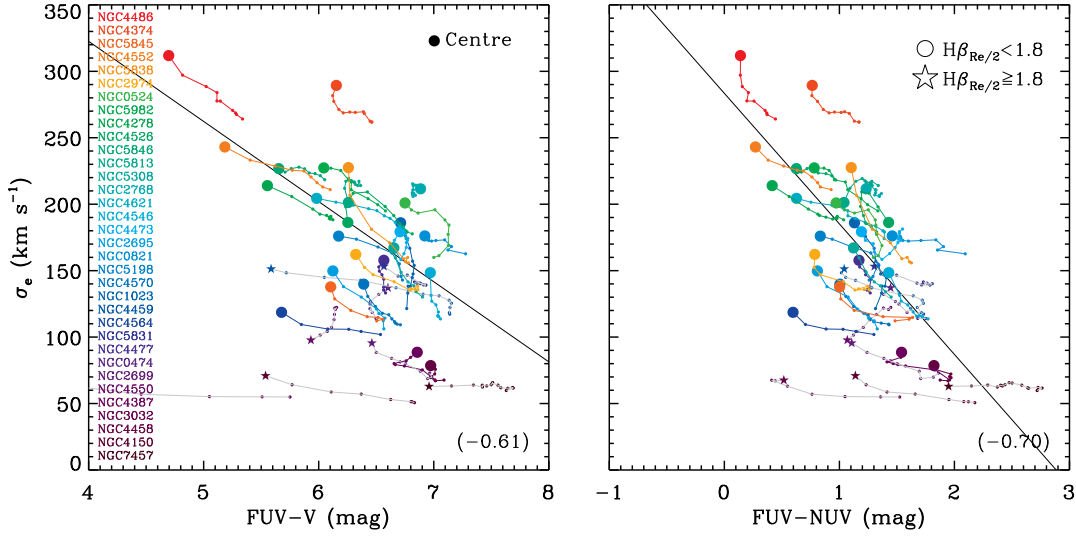 350
300
250
200
150
100
50
0
σe (km s−1)
NGC4486
NGC4374
NGC5845
NGC4552
NGC5838
NGC2974
NGC0524
NGC5982
NGC4278
NGC4526
NGC5846
NGC5813
NGC5308
NGC2768
NGC4621
NGC4546
NGC4473
NGC2695
NGC0821
NGC5198
NGC4570
NGC1023
NGC4459
NGC4564
NGC5831
NGC4477
NGC0474
NGC2699
NGC4550
NGC4387
NGC3032
NGC4458
NGC4150
NGC7457
Centre
(−0.61)
4 5 6 7 8
FUV−V (mag)
HβRe/2<1.8
HβRe/2≥1.8
(−0.70)
−1 0 1 2 3
FUV−NUV (mag)